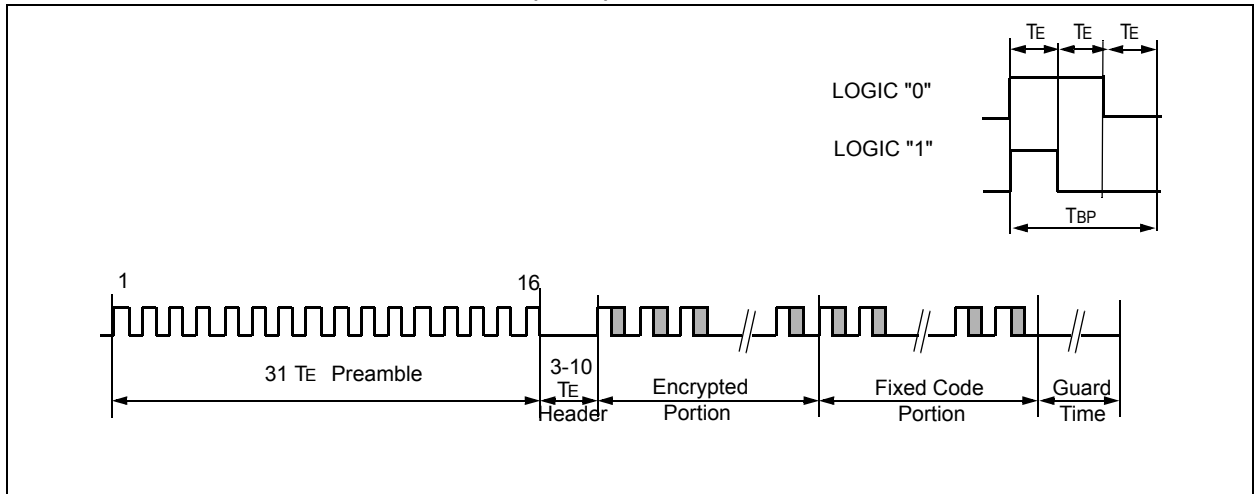 TE TE TE
LOGIC "0"
LOGIC "1"
TBP
1
16
31 TE Preamble
3-10
TE
Header
Encrypted
Portion
Fixed Code
Portion
Guard
Time